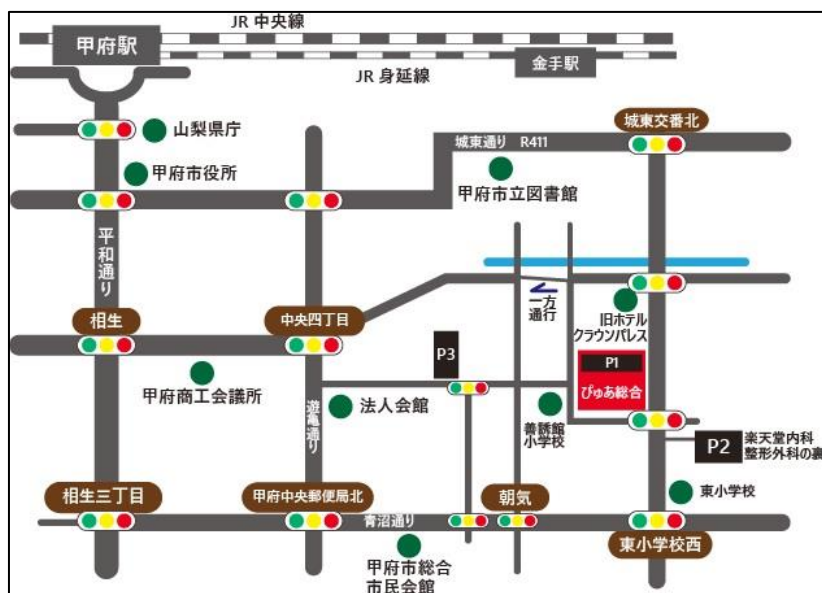 JR 中央線
甲府駅
JR 身延線
金手駅
山梨県庁
城東交番北
城東通り R411
甲府市役所
甲府市立図書館
平和通り
一方
通行
旧ホテル
クラウンパレス
相生
中央四丁目
P3
P1
ぴゅあ総合
甲府商工会議所
遊亀通り
法人会館
善誘館
小学校
P2
楽天堂内科
整形外科の裏
相生三丁目
甲府中央郵便局北
朝気
東小学校
青沼通り
東小学校西
甲府市総合
市民会館